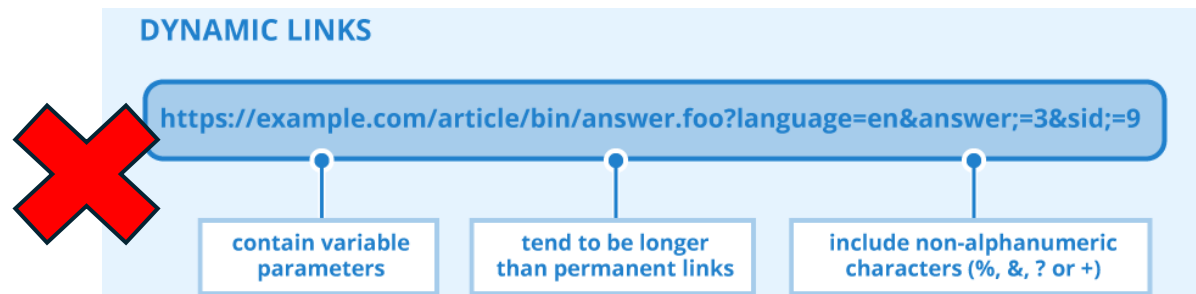 DYNAMIC LINKS
https://example.com/article/bin/answer.foo?language=en&answer;=3&sid;=9
contain variable
parameters
tend to be longer
than permanent links
include non-alphanumeric
characters (%, &, ? or +)